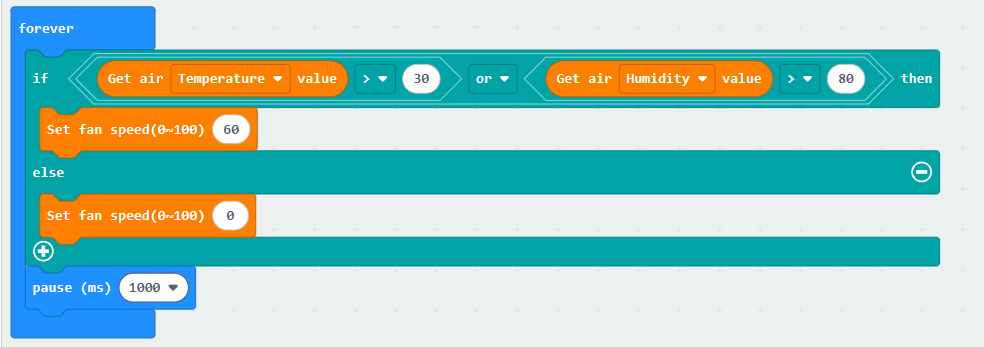 forever
if Get air Temperature value > 30 or Get air Humidity value > 80 then
Set fan speed(0~100) 60
else
Set fan speed(0~100) 0
pause (ms) 1000